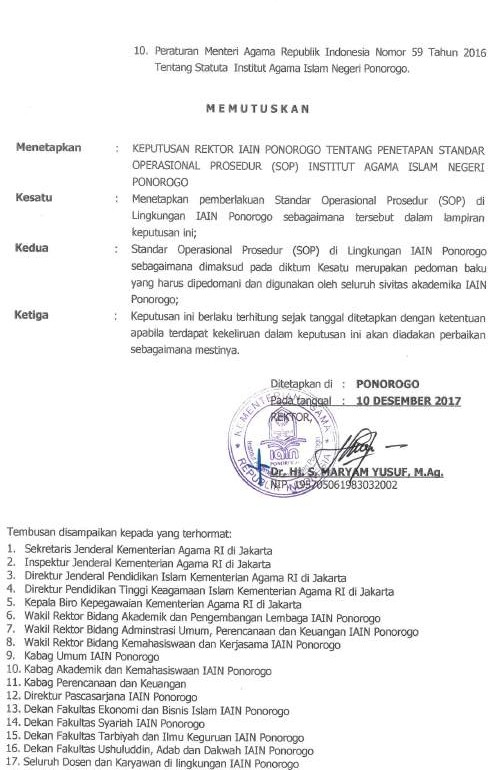 10. Peraturan Menteri Agama Republik Indonesia Nomor 59 Tahun 2016
Tentang Statuta Institut Agama Islam Negeri Ponorogo.
MEMUTUSKAN
Menetapkan : KEPUTUSAN REKTOR IAIN PONOROGO TENTANG PENETAPAN STANDAR
OPERASIONAL PROSEDUR (SOP) INSTITUT AGAMA ISLAM NEGERI
PONOROGO
Kesatu : Menetapkan pemberlakuan Standar Operasional Prosedur (SOP) di
Lingkungan IAIN Ponorogo sebagaimana tersebut dalam lampiran
keputusan ini;
Kedua : Standar Operasional Prosedur (SOP) di Lingkungan IAIN Ponorogo
sebagaimana dimaksud pada diktum Kesatu merupakan pedoman baku
yang harus dipedomani dan digunakan oleh seluruh sivitas akademika IAIN
Ponorogo;
Ketiga : Keputusan ini berlaku terhitung sejak tanggal ditetapkan dengan ketentuan
apabila terdapat kekeliruan dalam keputusan ini akan diadakan perbaikan
sebagaimana mestinya.
Ditetapkan di : PONOROGO
Pada tanggal : 10 DESEMBER 2017
REKTOR,
KEMENTERIAN AGAMA
iain
PONOROGO
REPUBLIK INDONESIA
Dr. Hj. S. MARYAM YUSUF, M.Ag.
NIP. 195705061983032002
Tembusan disampaikan kepada yang terhormat:
1. Sekretaris Jenderal Kementerian Agama RI di Jakarta
2. Inspektur Jenderal Kementerian Agama RI di Jakarta
3. Direktur Jenderal Pendidikan Islam Kementerian Agama RI di Jakarta
4. Direktur Pendidikan Tinggi Keagamaan Islam Kementerian Agama RI di Jakarta
5. Kepala Biro Kepegawaian Kementerian Agama RI di Jakarta
6. Wakil Rektor Bidang Akademik dan Pengembangan Lembaga IAIN Ponorogo
7. Wakil Rektor Bidang Adminstrasi Umum, Perencanaan dan Keuangan IAIN Ponorogo
8. Wakil Rektor Bidang Kemahasiswaan dan Kerjasama IAIN Ponorogo
9. Kabag Umum IAIN Ponorogo
10. Kabag Akademik dan Kemahasiswaan IAIN Ponorogo
11. Kabag Perencanaan dan Keuangan
12. Direktur Pascasarjana IAIN Ponorogo
13. Dekan Fakultas Ekonomi dan Bisnis Islam IAIN Ponorogo
14. Dekan Fakultas Syariah IAIN Ponorogo
15. Dekan Fakultas Tarbiyah dan Ilmu Keguruan IAIN Ponorogo
16. Dekan Fakultas Ushuluddin, Adab dan Dakwah IAIN Ponorogo
17. Seluruh Dosen dan Karyawan di lingkungan IAIN Ponorogo